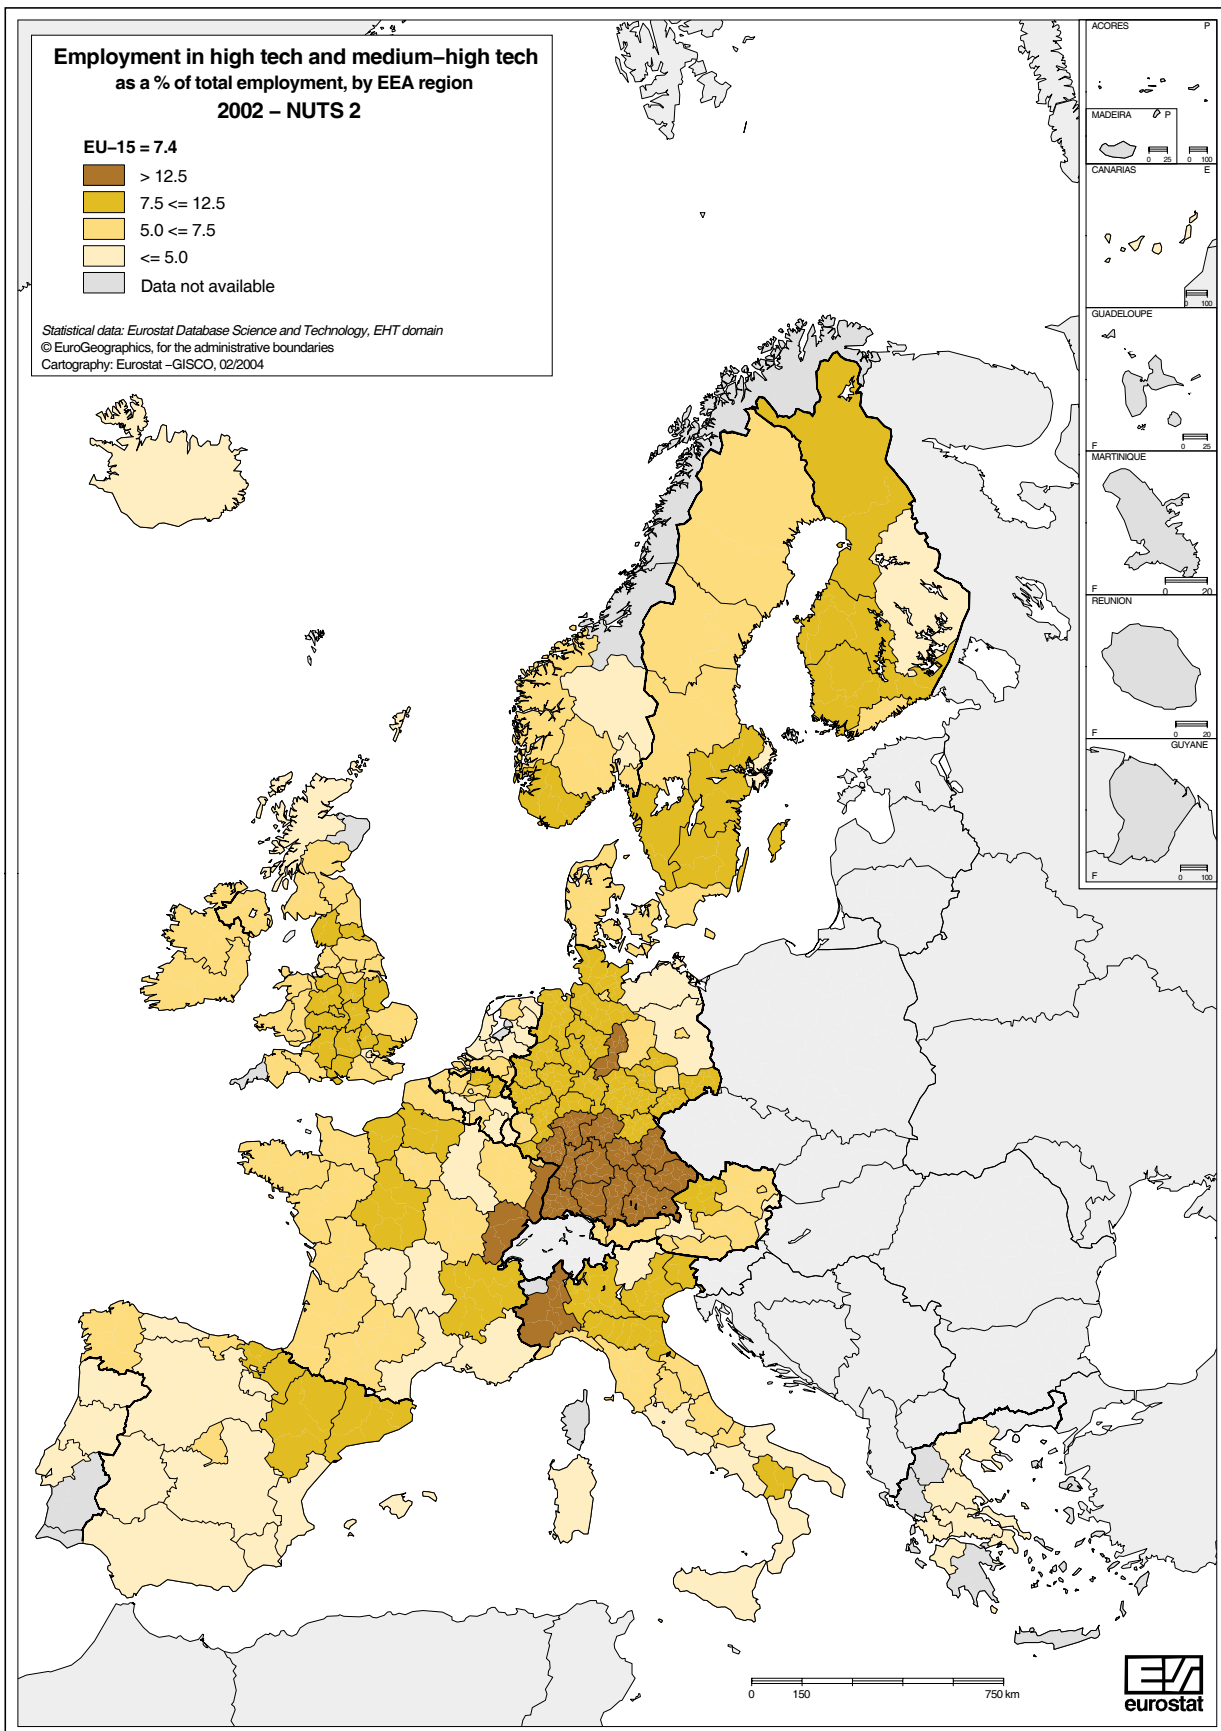 Employment in high tech and medium–high tech
as a % of total employment, by EEA region
2002 – NUTS 2
EU–15 = 7.4
> 12.5
7.5 <= 12.5
5.0 <= 7.5
<= 5.0
Data not available
Statistical data: Eurostat Database Science and Technology, EHT domain
© EuroGeographics, for the administrative boundaries
Cartography: Eurostat –GISCO, 02/2004
ACORES P
MADEIRA P
0 25 0 100
CANARIAS E
0 100
GUADELOUPE
F 0 25
MARTINIQUE
F 0 20
REUNION
F 0 20
GUYANE
F 0 100
0 150 750 km
eurostat